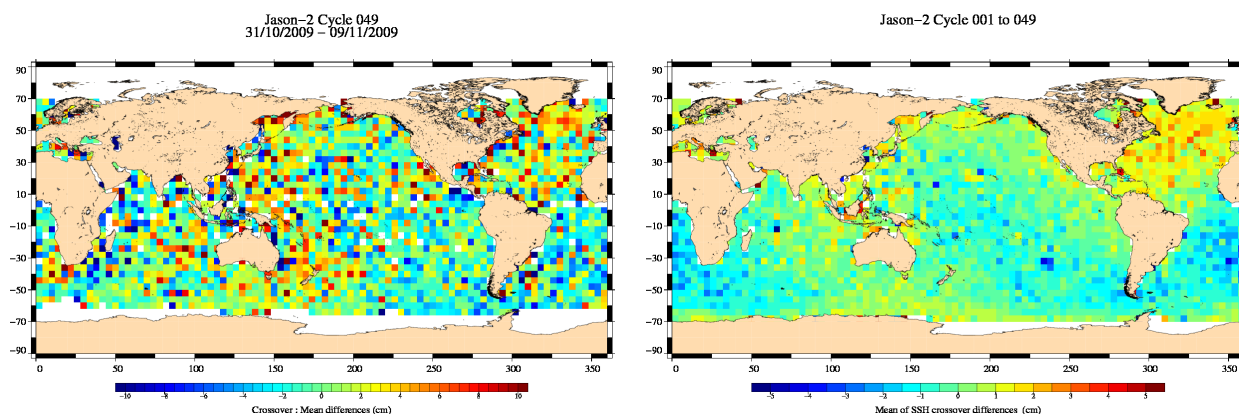 Jason-2 Cycle 049
31/10/2009 - 09/11/2009
90
70
50
30
10
-10
-30
-50
-70
-90
0 50 100 150 200 250 300 350
-10 -8 -6 -4 -2 0 2 4 6 8 10
Crossover : Mean differences (cm)
Jason-2 Cycle 001 to 049
90
70
50
30
10
-10
-30
-50
-70
-90
0 50 100 150 200 250 300 350
-5 -4 -3 -2 -1 0 1 2 3 4 5
Mean of SSH crossover differences (cm)